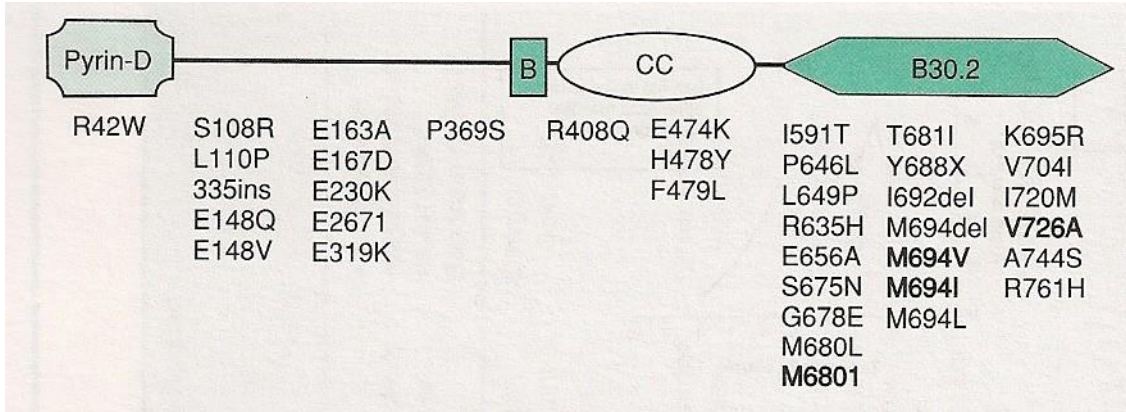 Pyrin-D
B
CC
B30.2
R42W
S108R
L110P
335ins
E148Q
E148V
E163A
E167D
E230K
E2671
E319K
P369S
R408Q
E474K
H478Y
F479L
I591T
P646L
L649P
R635H
E656A
S675N
G678E
M680L
M6801
T681I
Y688X
I692del
M694del
M694V
M694I
M694L
K695R
V704I
I720M
V726A
A744S
R761H